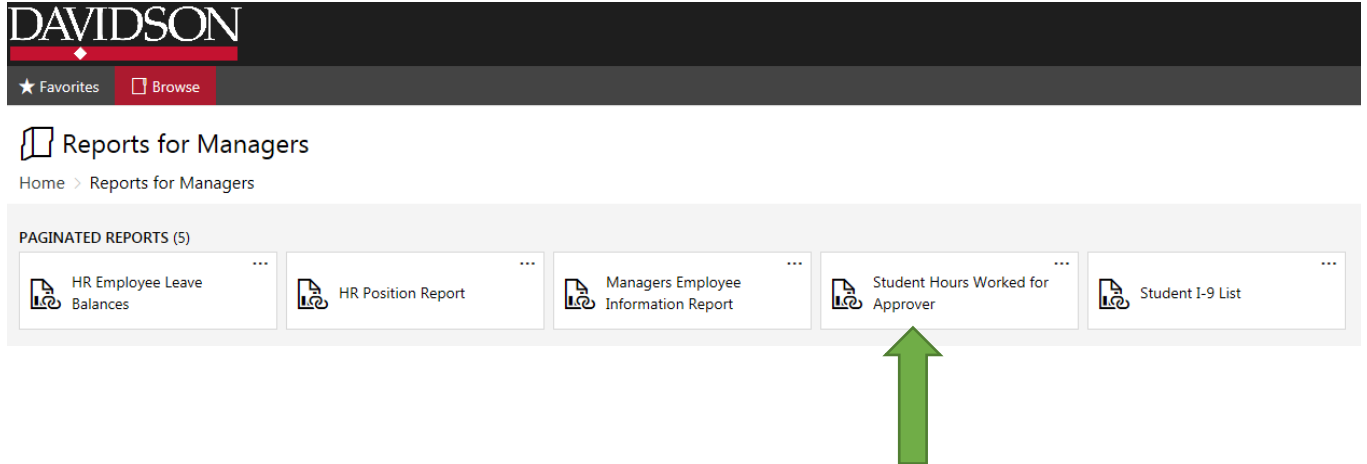 DAVIDSON
Favorites
Browse
Reports for Managers
Home > Reports for Managers
PAGINATED REPORTS (5)
...
HR Employee Leave
Balances
...
HR Position Report
...
Managers Employee
Information Report
...
Student Hours Worked for
Approver
...
Student I-9 List